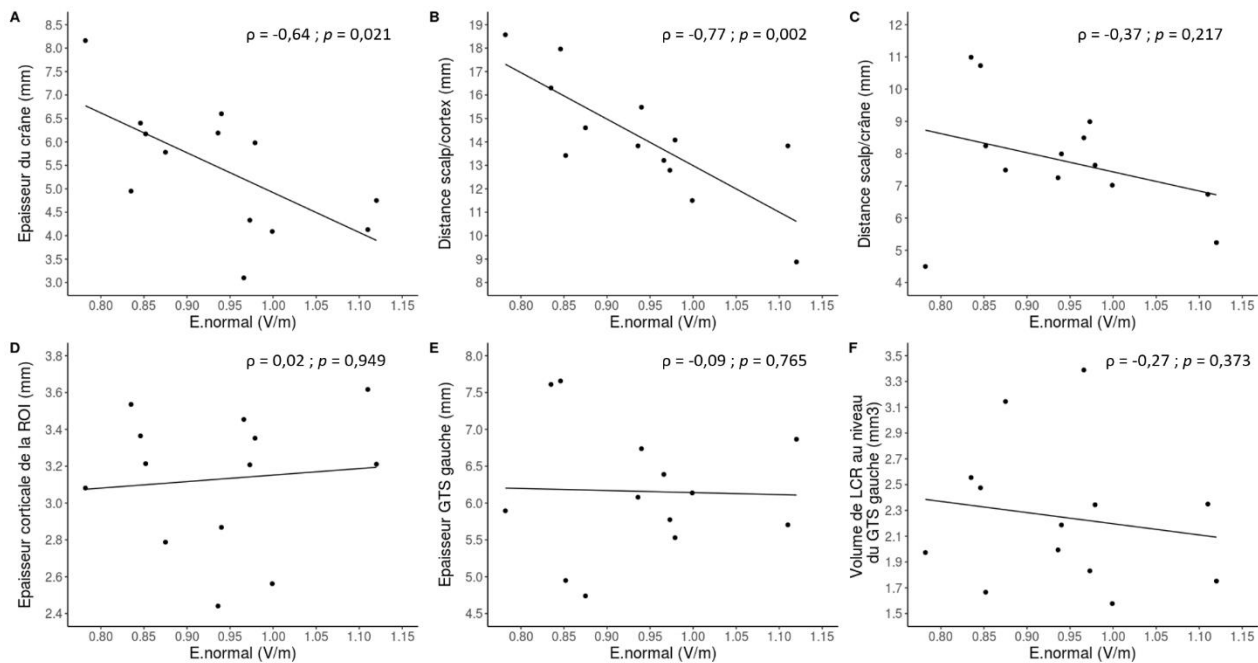 A
ρ = -0,64 ; p = 0,021
Epaisseur du crâne (mm)
8.5
8.0
7.5
7.0
6.5
6.0
5.5
5.0
4.5
4.0
3.5
3.0
0.80 0.85 0.90 0.95 1.00 1.05 1.10 1.15
E.normal (V/m)
B
ρ = -0,77 ; p = 0,002
Distance scalp/cortex (mm)
19
18
17
16
15
14
13
12
11
10
9
8
0.80 0.85 0.90 0.95 1.00 1.05 1.10 1.15
E.normal (V/m)
C
ρ = -0,37 ; p = 0,217
Distance scalp/crâne (mm)
12
11
10
9
8
7
6
5
4
0.80 0.85 0.90 0.95 1.00 1.05 1.10 1.15
E.normal (V/m)
D
ρ = 0,02 ; p = 0,949
Epaisseur corticale de la ROI (mm)
3.8
3.6
3.4
3.2
3.0
2.8
2.6
2.4
0.80 0.85 0.90 0.95 1.00 1.05 1.10 1.15
E.normal (V/m)
E
ρ = -0,09 ; p = 0,765
Epaisseur GTS gauche (mm)
8.0
7.5
7.0
6.5
6.0
5.5
5.0
4.5
0.80 0.85 0.90 0.95 1.00 1.05 1.10 1.15
E.normal (V/m)
F
ρ = -0,27 ; p = 0,373
Volume de LCR au niveau
du GTS gauche (mm3)
3.5
3.3
3.1
2.9
2.7
2.5
2.3
2.1
1.9
1.7
1.5
0.80 0.85 0.90 0.95 1.00 1.05 1.10 1.15
E.normal (V/m)